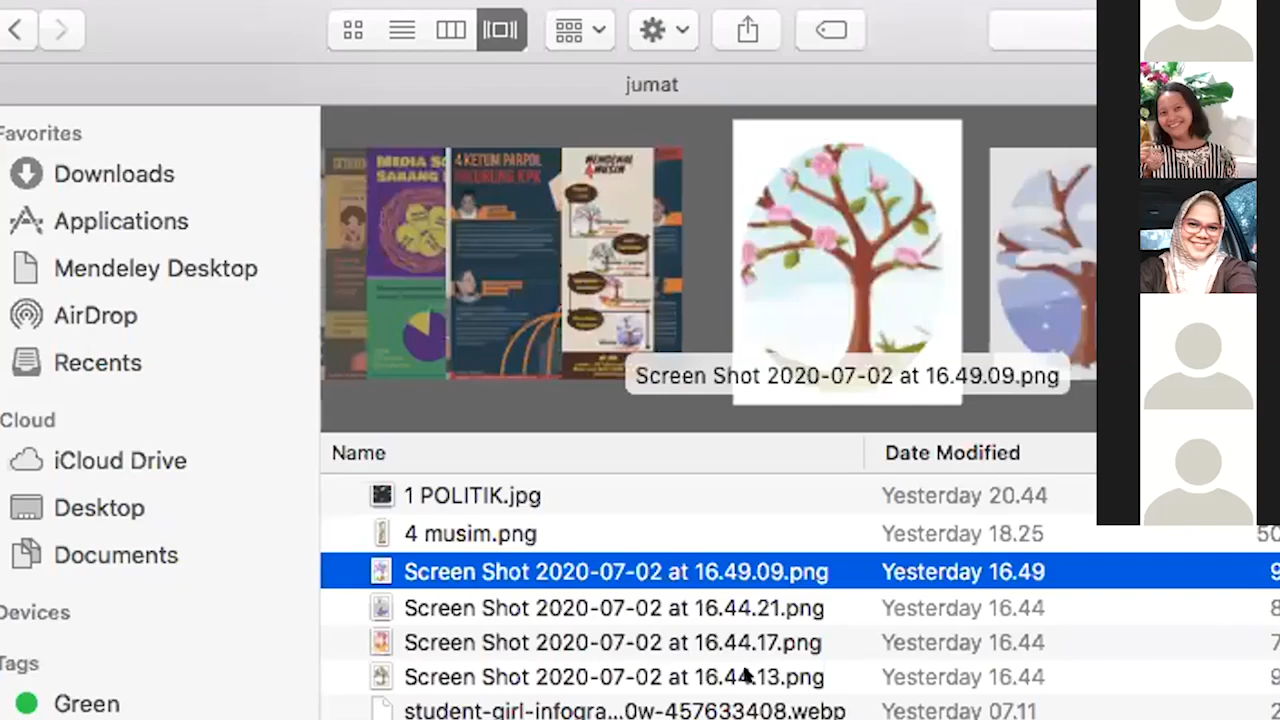 jumat
Favorites
Downloads
Applications
Mendeley Desktop
AirDrop
Recents
iCloud Drive
Desktop
Documents
Devices
Tags
Green
MEDIA
SARANG
4 KETUM PARPOL
KPK
MENGENAL
4 MUSIM
Screen Shot 2020-07-02 at 16.49.09.png
Name Date Modified
1 POLITIK.jpg Yesterday 20.44
4 musim.png Yesterday 18.25
Screen Shot 2020-07-02 at 16.49.09.png Yesterday 16.49
Screen Shot 2020-07-02 at 16.44.21.png Yesterday 16.44
Screen Shot 2020-07-02 at 16.44.17.png Yesterday 16.44
Screen Shot 2020-07-02 at 16.44.13.png Yesterday 16.44
student-girl-infogra...0w-457633408.webp Yesterday 07.11